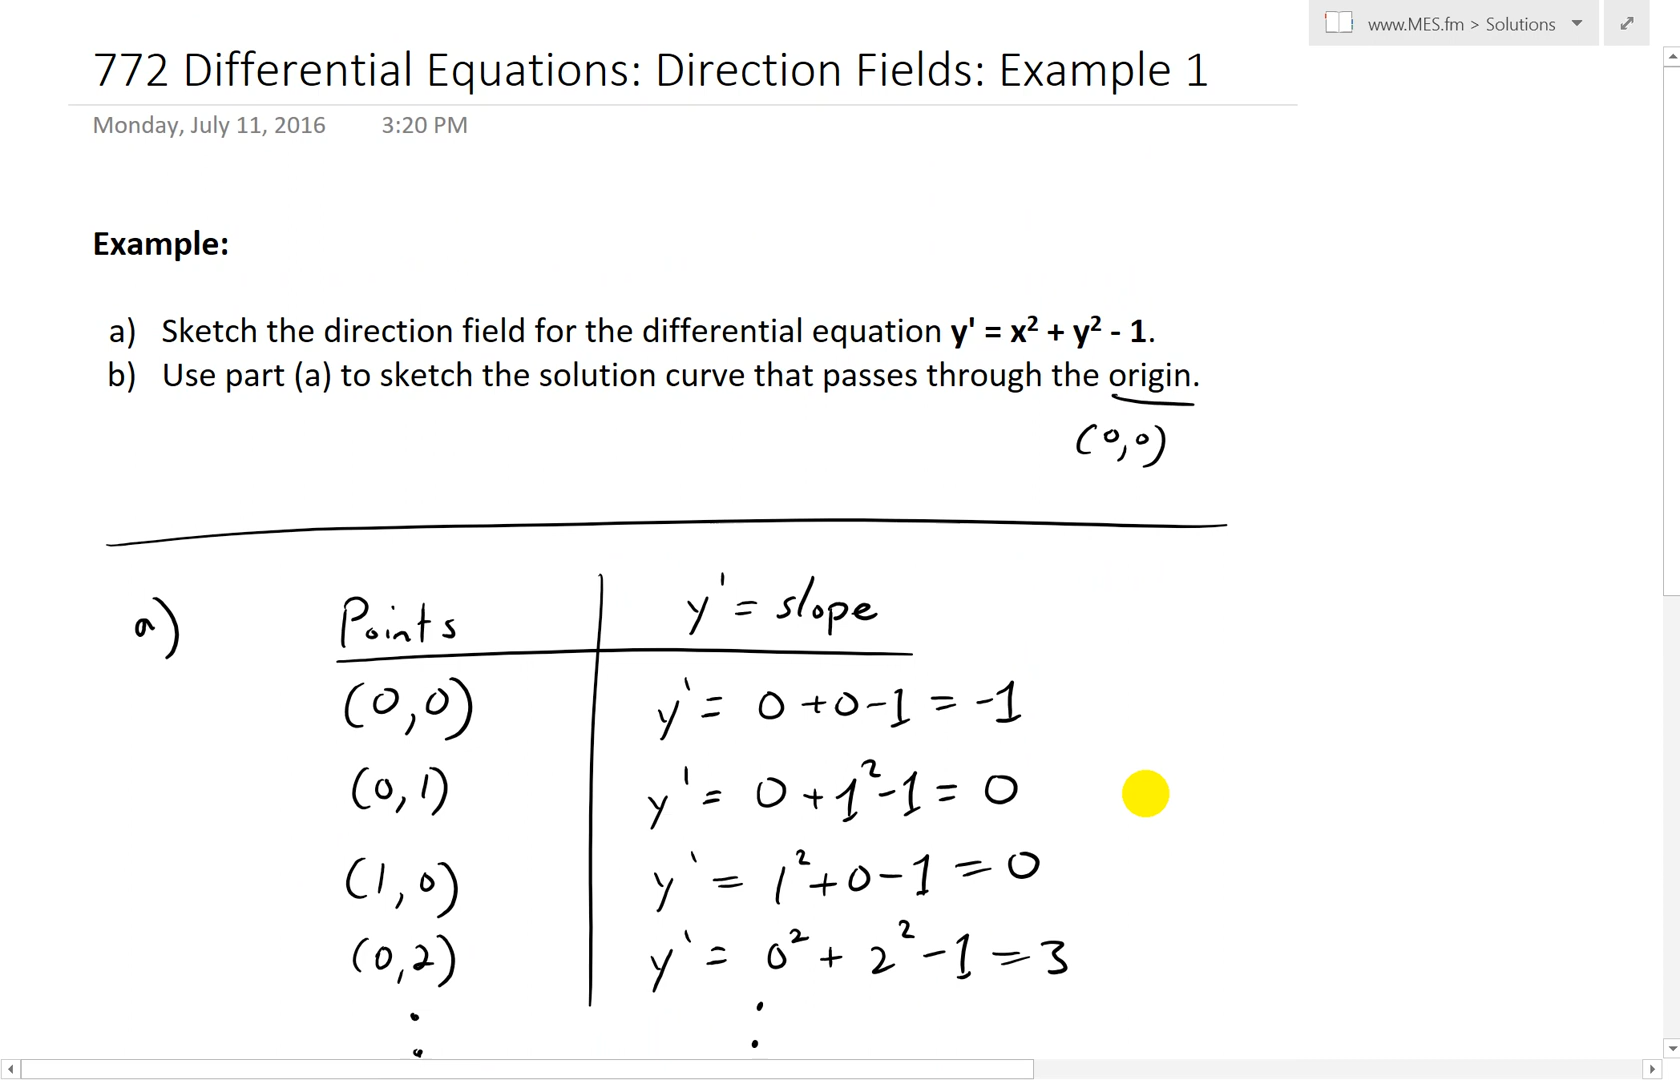 www.MES.fm > Solutions
772 Differential Equations: Direction Fields: Example 1
Monday, July 11, 2016 3:20 PM
Example:
a) Sketch the direction field for the differential equation y' = x² + y² - 1.
b) Use part (a) to sketch the solution curve that passes through the origin.
(0,0)
a) Points y' = slope
(0,0) y' = 0+0-1 = -1
(0,1) y' = 0+1²-1 = 0
(1,0) y' = 1²+0-1 = 0
(0,2) y' = 0² + 2² -1 = 3